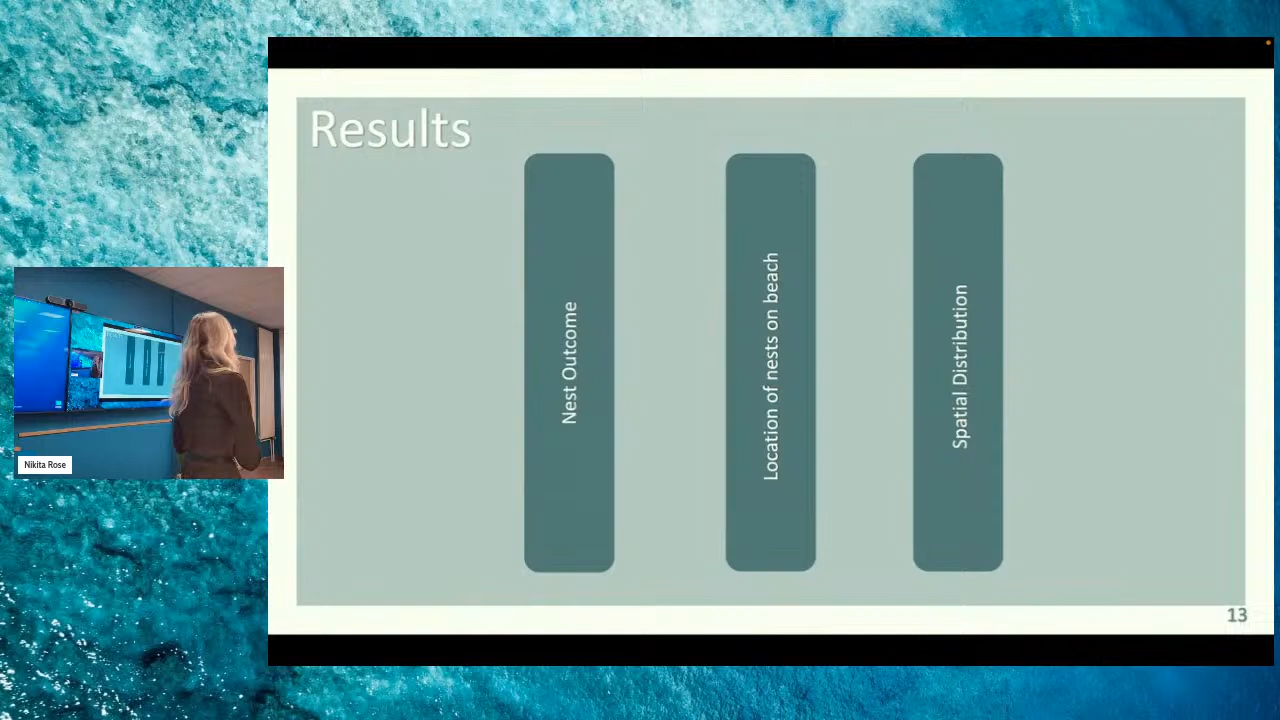 Results
Nest Outcome
Location of nests on beach
Spatial Distribution
Nikita Rose
13